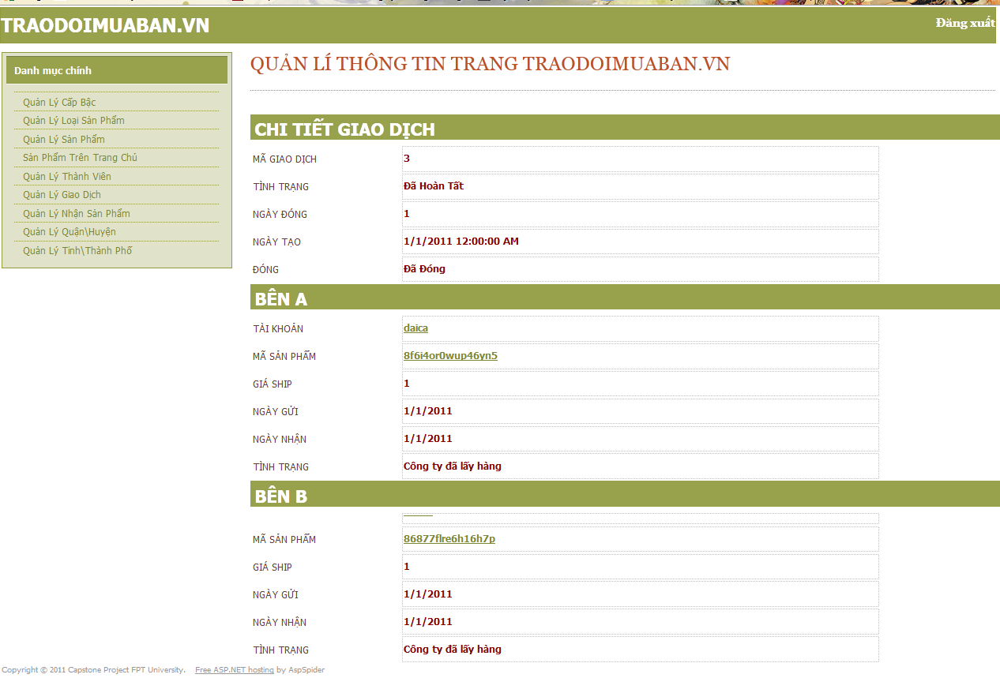 TRAODOIMUABAN.VN
Đăng xuất
Danh mục chính
Quản Lý Cấp Bậc
Quản Lý Loại Sản Phẩm
Quản Lý Sản Phẩm
Sản Phẩm Trên Trang Chủ
Quản Lý Thành Viên
Quản Lý Giao Dịch
Quản Lý Nhận Sản Phẩm
Quản Lý Quận\Huyện
Quản Lý Tỉnh\Thành Phố
QUẢN LÍ THÔNG TIN TRANG TRAODOIMUABAN.VN
CHI TIẾT GIAO DỊCH
MÃ GIAO DỊCH 3
TÌNH TRẠNG Đã Hoàn Tất
NGÀY ĐÓNG 1
NGÀY TẠO 1/1/2011 12:00:00 AM
ĐÓNG Đã Đóng
BÊN A
TÀI KHOẢN daica
MÃ SẢN PHẨM 8f6i4or0wup46yn5
GIÁ SHIP 1
NGÀY GỬI 1/1/2011
NGÀY NHẬN 1/1/2011
TÌNH TRẠNG Công ty đã lấy hàng
BÊN B
MÃ SẢN PHẨM 86877flre6h16h7p
GIÁ SHIP 1
NGÀY GỬI 1/1/2011
NGÀY NHẬN 1/1/2011
TÌNH TRẠNG Công ty đã lấy hàng
Copyright © 2011 Capstone Project FPT University. Free ASP.NET hosting by AspSpider